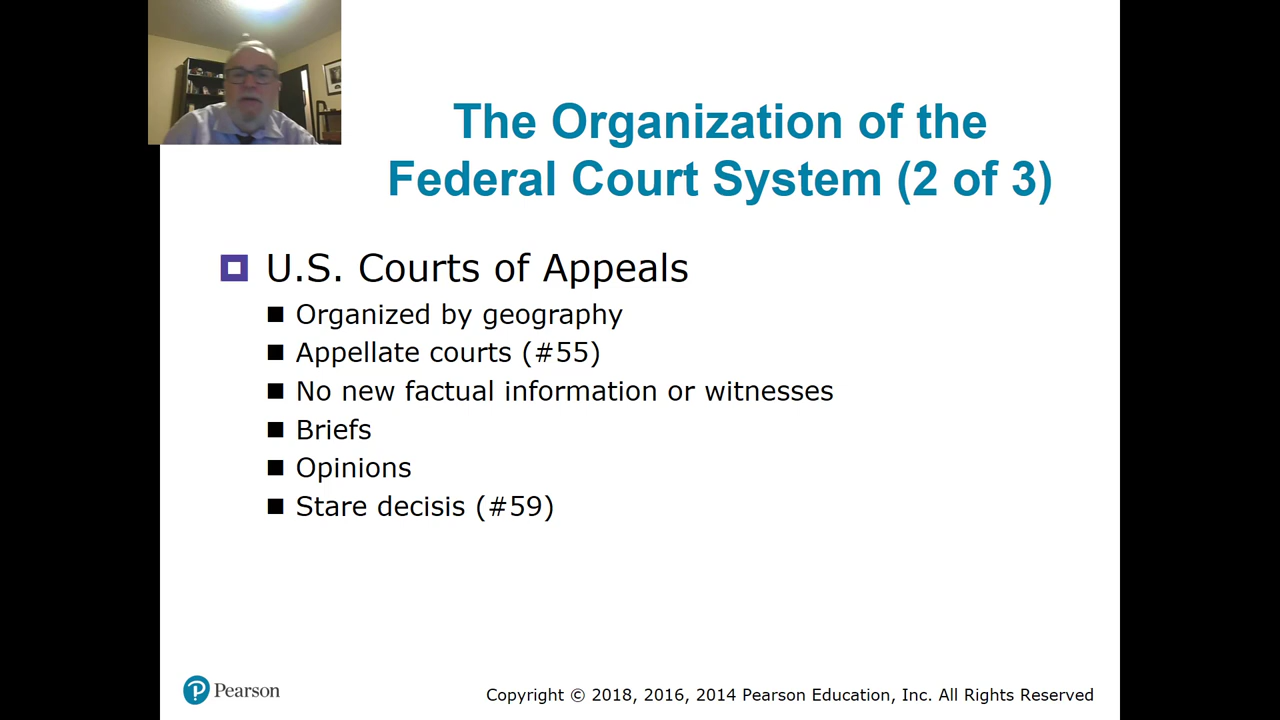 The Organization of the
Federal Court System (2 of 3)
U.S. Courts of Appeals
Organized by geography
Appellate courts (#55)
No new factual information or witnesses
Briefs
Opinions
Stare decisis (#59)
Pearson
Copyright © 2018, 2016, 2014 Pearson Education, Inc. All Rights Reserved